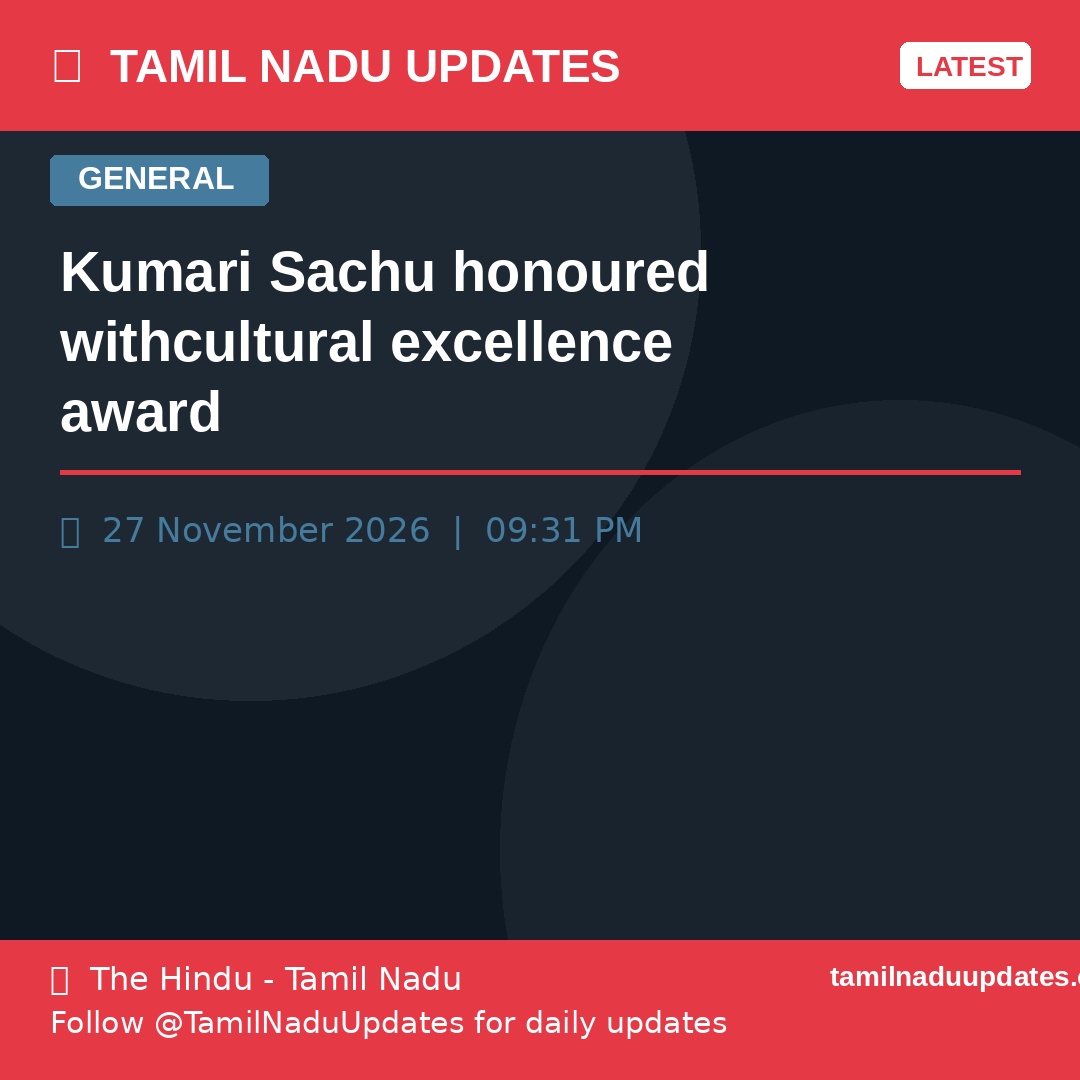 TAMIL NADU UPDATES
LATEST
GENERAL
Kumari Sachu honoured
withcultural excellence
award
27 November 2026 | 09:31 PM
The Hindu - Tamil Nadu
tamilnaduupdates.
Follow @TamilNaduUpdates for daily updates